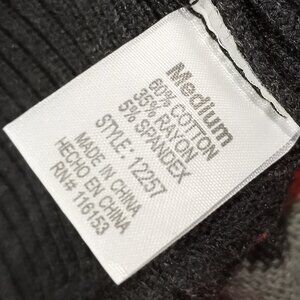 Medium
60% COTTON
35% RAYON
5% SPANDEX
STYLE: 12257
MADE IN CHINA
HECHO EN CHINA
RN# 116153